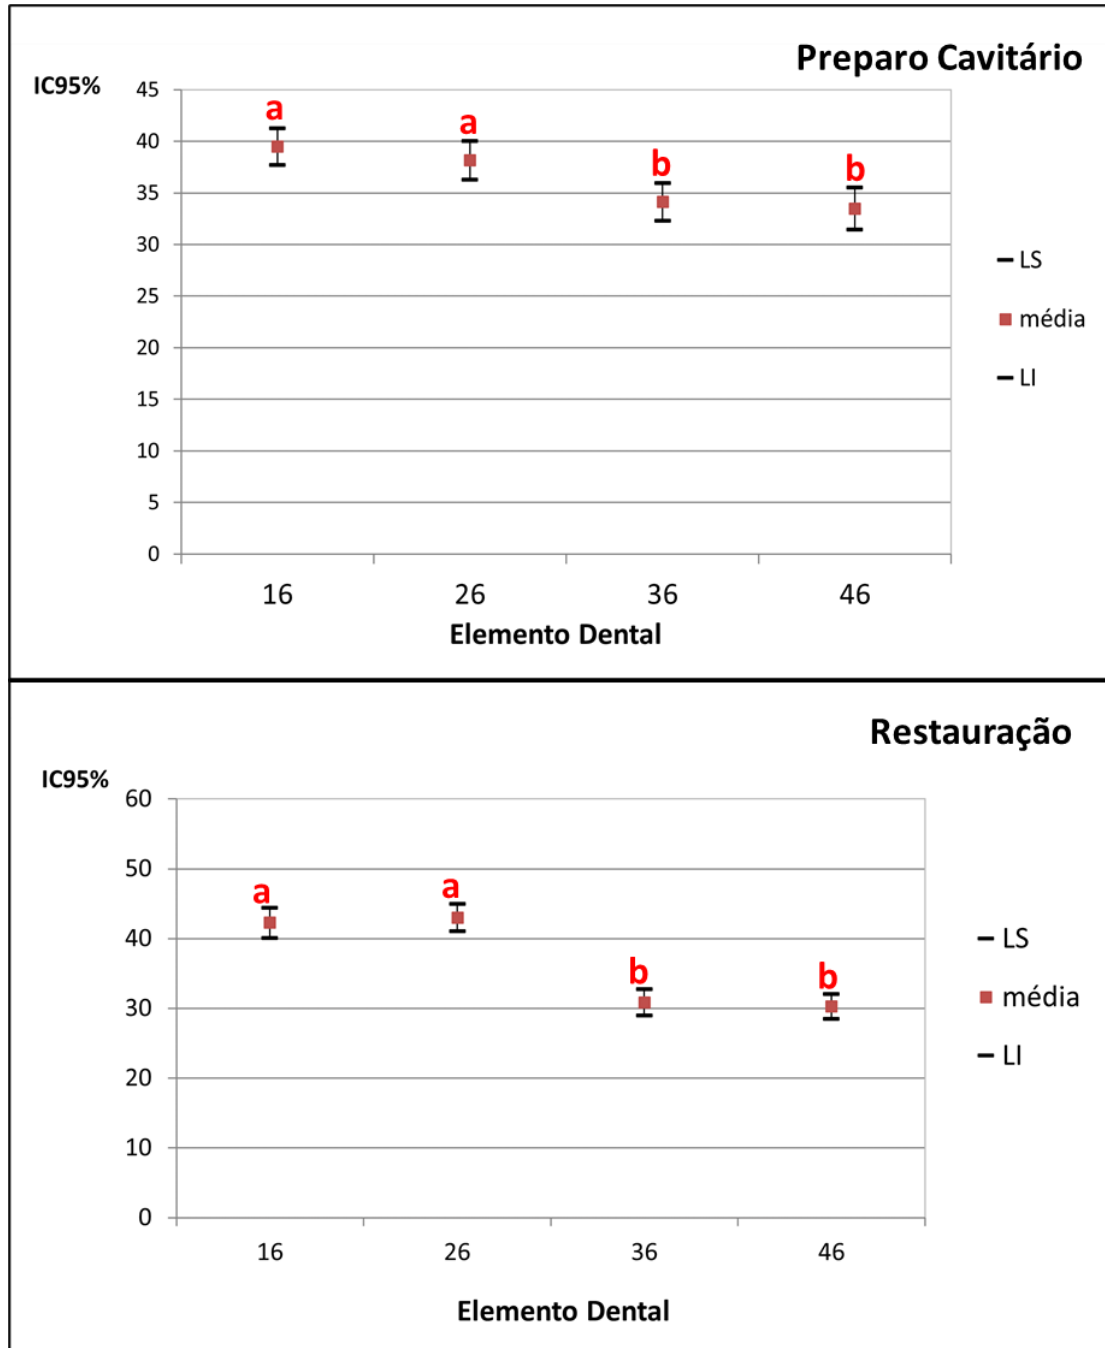 Preparo Cavitário
IC95%
45
40
35
30
25
20
15
10
5
0
a
a
b
b
LS
média
LI
16 26 36 46
Elemento Dental
Restauração
IC95%
60
50
40
30
20
10
0
a
a
b
b
LS
média
LI
16 26 36 46
Elemento Dental